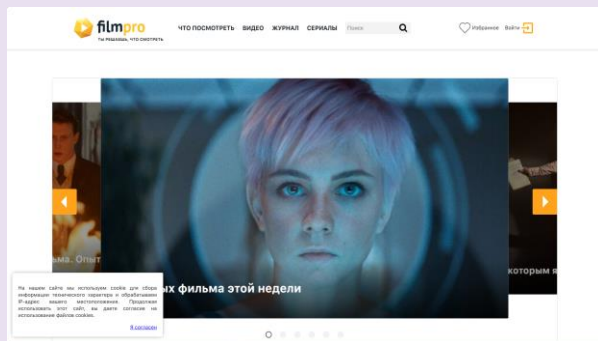 filmpro
ТЫ РЕШАЕШЬ, ЧТО СМОТРЕТЬ
ЧТО ПОСМОТРЕТЬ ВИДЕО ЖУРНАЛ СЕРИАЛЫ Поиск
Избранное Войти
ма. Опыт
которым я
ых фильма этой недели
На нашем сайте мы используем cookie для сбора
информации технического характера и обрабатываем
IP-адрес вашего местоположения. Продолжая
использовать этот сайт, вы даете согласие на
использование файлов cookies.
Я согласен